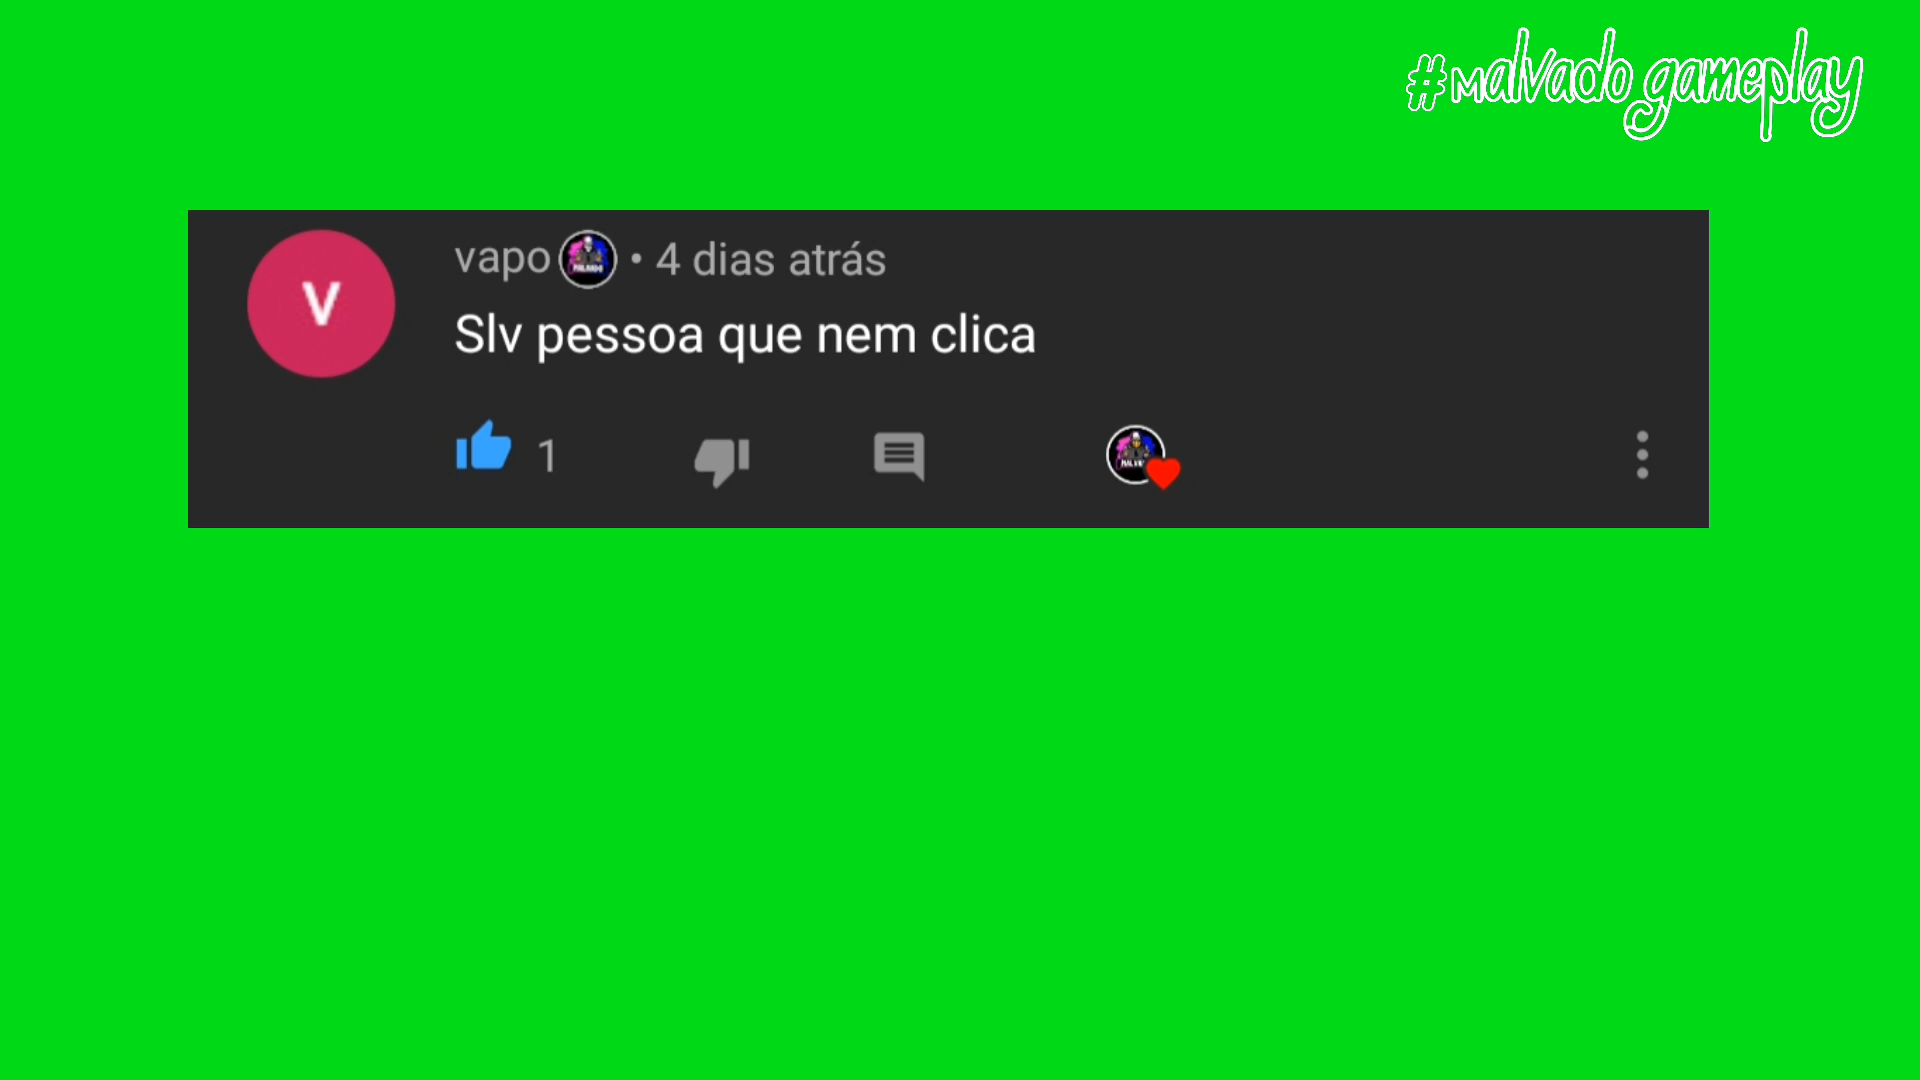 #malvado gameplay
V
vapo • 4 dias atrás
Slv pessoa que nem clica
1